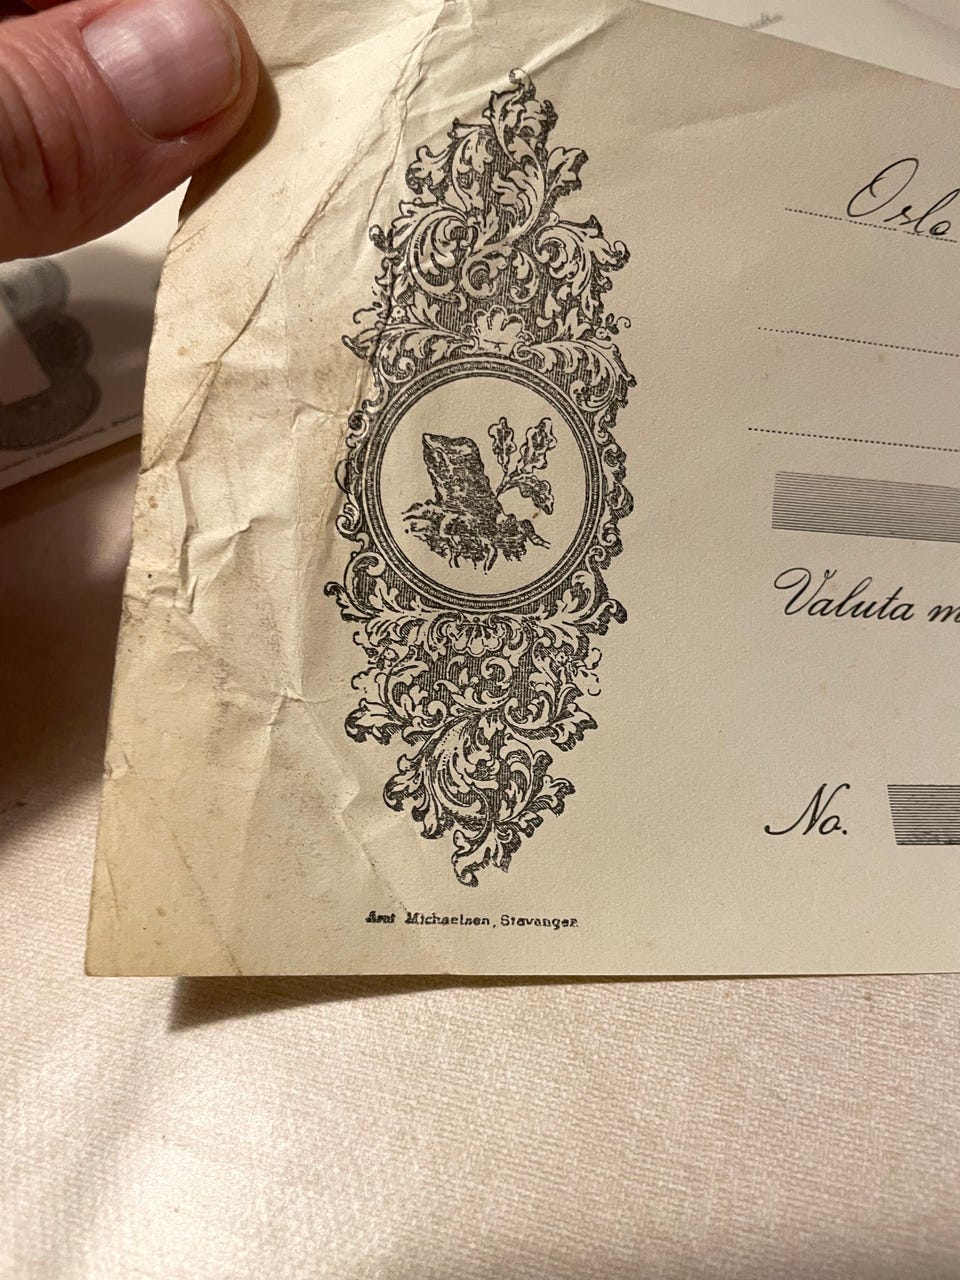 Oslo
Valuta m
No.
Michaelsen, Stavanger.